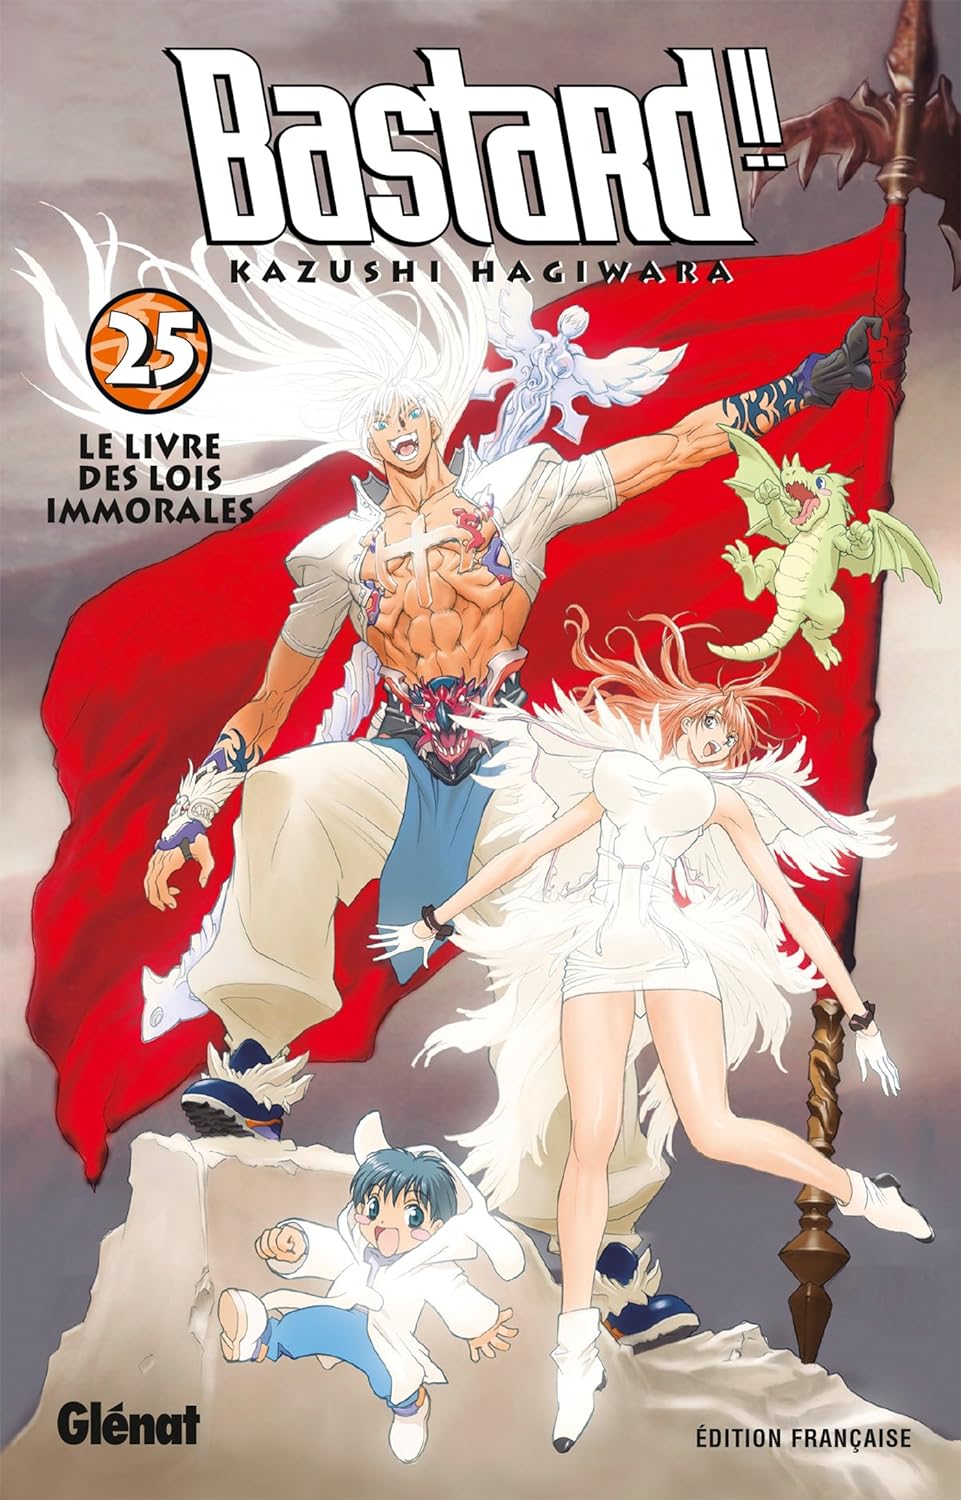 Bastard!!
KAZUSHI HAGIWARA
25
LE LIVRE
DES LOIS
IMMORALES
Glénat
ÉDITION FRANÇAISE